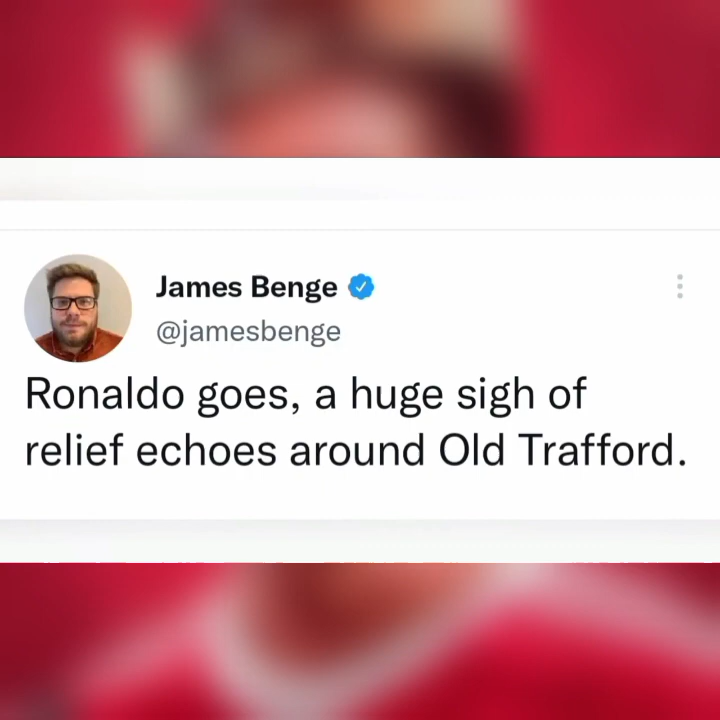 James Benge
@jamesbenge
Ronaldo goes, a huge sigh of
relief echoes around Old Trafford.